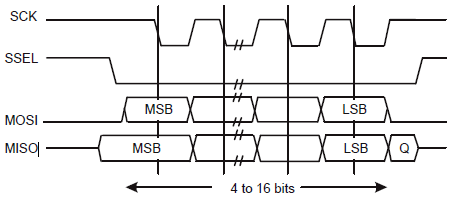 SCK
SSEL
MOSI MSB LSB
MISO MSB LSB Q
4 to 16 bits